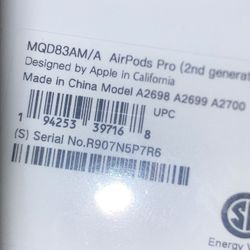 MQD83AM/A AirPods Pro (2nd generat
Designed by Apple in California
Made in China Model A2698 A2699 A2700
UPC
1 94253 39716 8
(S) Serial No.R907N5P7R6
Energy Ve